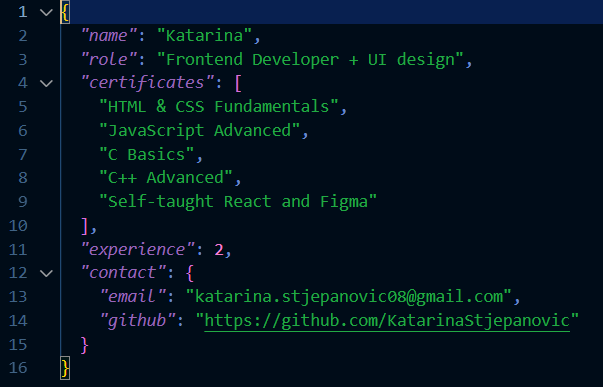 1 {
2 "name": "Katarina",
3 "role": "Frontend Developer + UI design",
4 "certificates": [
5 "HTML & CSS Fundamentals",
6 "JavaScript Advanced",
7 "C Basics",
8 "C++ Advanced",
9 "Self-taught React and Figma"
10 ],
11 "experience": 2,
12 "contact": {
13 "email": "katarina.stjepanovic08@gmail.com",
14 "github": "https://github.com/KatarinaStjepanovic"
15 }
16 }